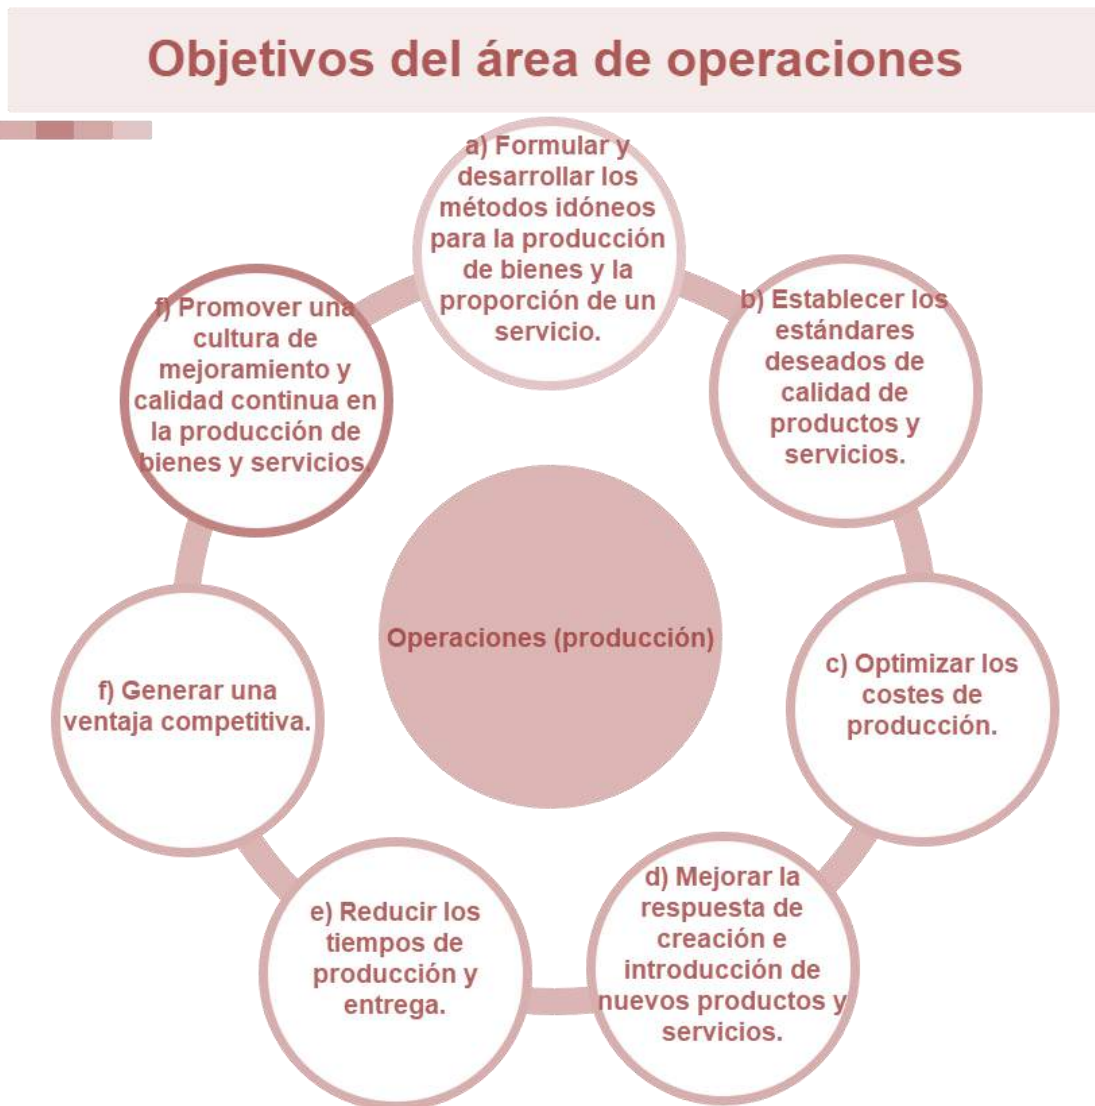 Objetivos del área de operaciones
a) Formular y
desarrollar los
métodos idóneos
para la producción
de bienes y la
proporción de un
servicio.
b) Establecer los
estándares
deseados de
calidad de
productos y
servicios.
c) Optimizar los
costes de
producción.
d) Mejorar la
respuesta de
creación e
introducción de
nuevos productos y
servicios.
e) Reducir los
tiempos de
producción y
entrega.
f) Generar una
ventaja competitiva.
f) Promover una
cultura de
mejoramiento y
calidad continua en
la producción de
bienes y servicios.
Operaciones (producción)